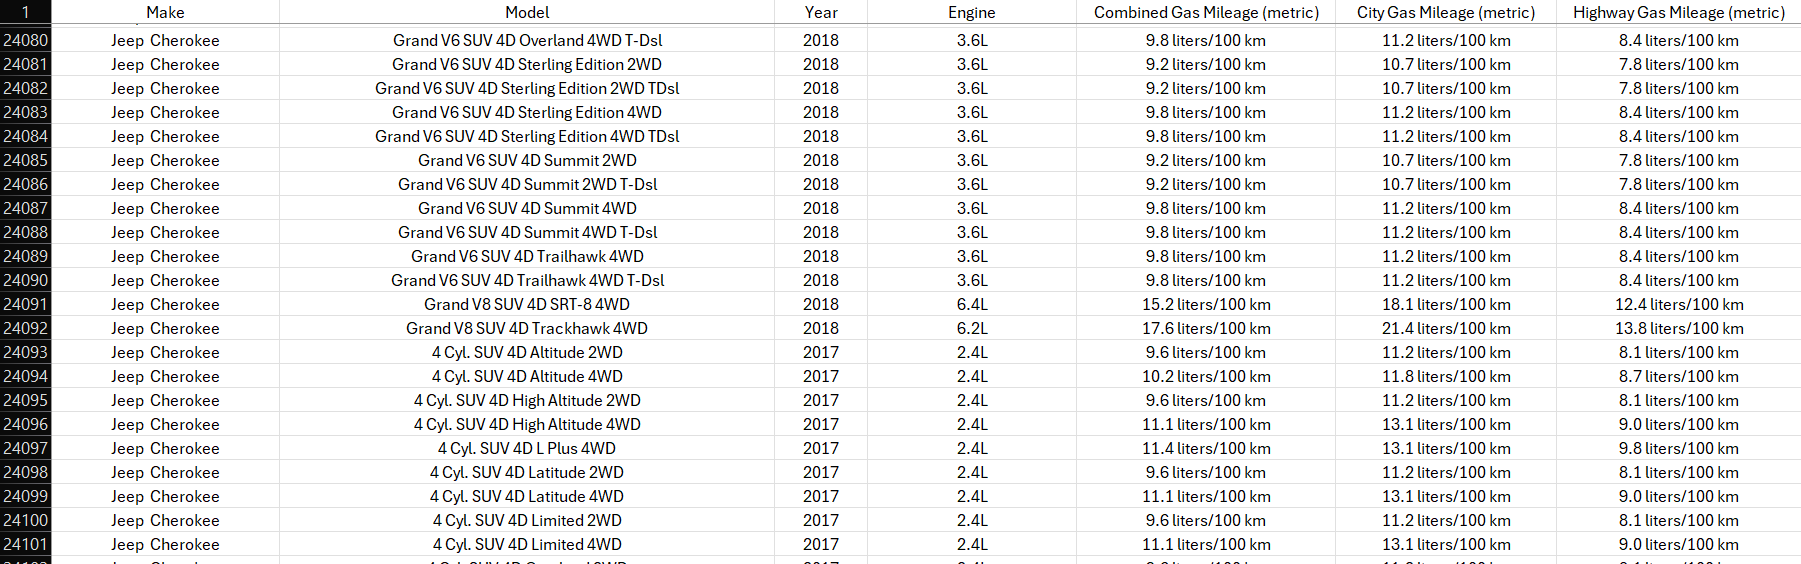 1 Make Model Year Engine Combined Gas Mileage (metric) City Gas Mileage (metric) Highway Gas Mileage (metric)
24080 Jeep Cherokee Grand V6 SUV 4D Overland 4WD T-Dsl 2018 3.6L 9.8 liters/100 km 11.2 liters/100 km 8.4 liters/100 km
24081 Jeep Cherokee Grand V6 SUV 4D Sterling Edition 2WD 2018 3.6L 9.2 liters/100 km 10.7 liters/100 km 7.8 liters/100 km
24082 Jeep Cherokee Grand V6 SUV 4D Sterling Edition 2WD TDsl 2018 3.6L 9.2 liters/100 km 10.7 liters/100 km 7.8 liters/100 km
24083 Jeep Cherokee Grand V6 SUV 4D Sterling Edition 4WD 2018 3.6L 9.8 liters/100 km 11.2 liters/100 km 8.4 liters/100 km
24084 Jeep Cherokee Grand V6 SUV 4D Sterling Edition 4WD TDsl 2018 3.6L 9.8 liters/100 km 11.2 liters/100 km 8.4 liters/100 km
24085 Jeep Cherokee Grand V6 SUV 4D Summit 2WD 2018 3.6L 9.2 liters/100 km 10.7 liters/100 km 7.8 liters/100 km
24086 Jeep Cherokee Grand V6 SUV 4D Summit 2WD T-Dsl 2018 3.6L 9.2 liters/100 km 10.7 liters/100 km 7.8 liters/100 km
24087 Jeep Cherokee Grand V6 SUV 4D Summit 4WD 2018 3.6L 9.8 liters/100 km 11.2 liters/100 km 8.4 liters/100 km
24088 Jeep Cherokee Grand V6 SUV 4D Summit 4WD T-Dsl 2018 3.6L 9.8 liters/100 km 11.2 liters/100 km 8.4 liters/100 km
24089 Jeep Cherokee Grand V6 SUV 4D Trailhawk 4WD 2018 3.6L 9.8 liters/100 km 11.2 liters/100 km 8.4 liters/100 km
24090 Jeep Cherokee Grand V6 SUV 4D Trailhawk 4WD T-Dsl 2018 3.6L 9.8 liters/100 km 11.2 liters/100 km 8.4 liters/100 km
24091 Jeep Cherokee Grand V8 SUV 4D SRT-8 4WD 2018 6.4L 15.2 liters/100 km 18.1 liters/100 km 12.4 liters/100 km
24092 Jeep Cherokee Grand V8 SUV 4D Trackhawk 4WD 2018 6.2L 17.6 liters/100 km 21.4 liters/100 km 13.8 liters/100 km
24093 Jeep Cherokee 4 Cyl. SUV 4D Altitude 2WD 2017 2.4L 9.6 liters/100 km 11.2 liters/100 km 8.1 liters/100 km
24094 Jeep Cherokee 4 Cyl. SUV 4D Altitude 4WD 2017 2.4L 10.2 liters/100 km 11.8 liters/100 km 8.7 liters/100 km
24095 Jeep Cherokee 4 Cyl. SUV 4D High Altitude 2WD 2017 2.4L 9.6 liters/100 km 11.2 liters/100 km 8.1 liters/100 km
24096 Jeep Cherokee 4 Cyl. SUV 4D High Altitude 4WD 2017 2.4L 11.1 liters/100 km 13.1 liters/100 km 9.0 liters/100 km
24097 Jeep Cherokee 4 Cyl. SUV 4D L Plus 4WD 2017 2.4L 11.4 liters/100 km 13.1 liters/100 km 9.8 liters/100 km
24098 Jeep Cherokee 4 Cyl. SUV 4D Latitude 2WD 2017 2.4L 9.6 liters/100 km 11.2 liters/100 km 8.1 liters/100 km
24099 Jeep Cherokee 4 Cyl. SUV 4D Latitude 4WD 2017 2.4L 11.1 liters/100 km 13.1 liters/100 km 9.0 liters/100 km
24100 Jeep Cherokee 4 Cyl. SUV 4D Limited 2WD 2017 2.4L 9.6 liters/100 km 11.2 liters/100 km 8.1 liters/100 km
24101 Jeep Cherokee 4 Cyl. SUV 4D Limited 4WD 2017 2.4L 11.1 liters/100 km 13.1 liters/100 km 9.0 liters/100 km